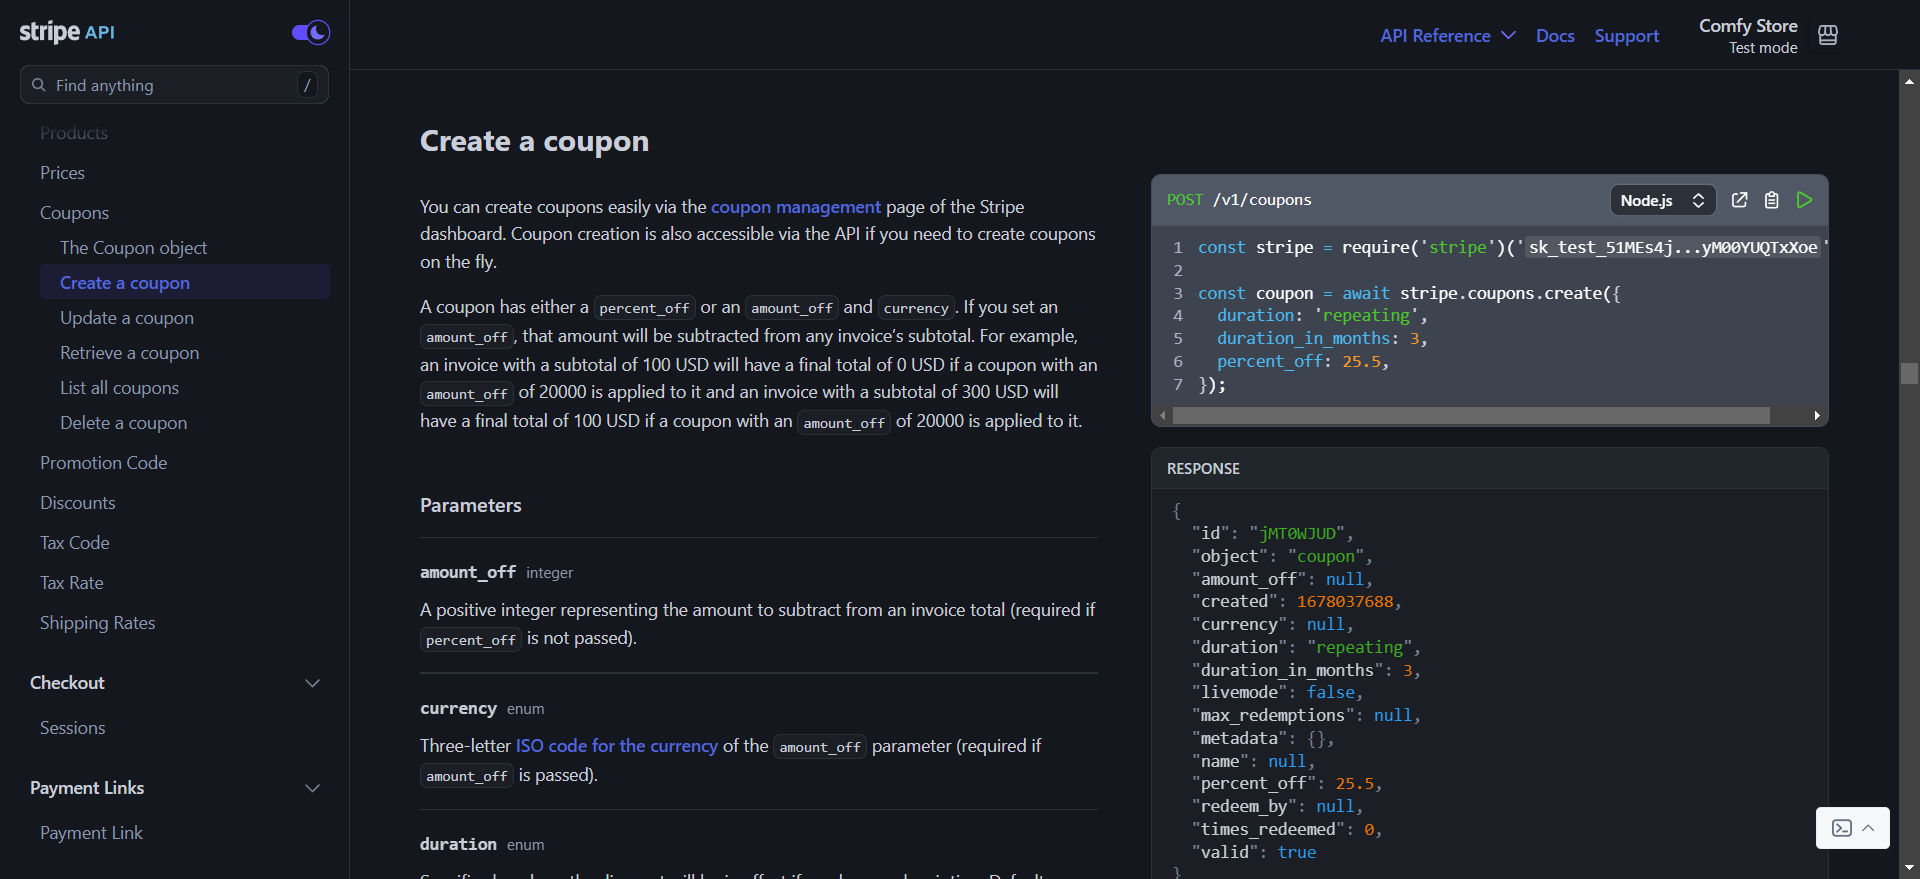 stripe API
Find anything /
Products
Prices
Coupons
The Coupon object
Create a coupon
Update a coupon
Retrieve a coupon
List all coupons
Delete a coupon
Promotion Code
Discounts
Tax Code
Tax Rate
Shipping Rates
Checkout
Sessions
Payment Links
Payment Link
API Reference Docs Support
Comfy Store
Test mode
Create a coupon
You can create coupons easily via the coupon management page of the Stripe
dashboard. Coupon creation is also accessible via the API if you need to create coupons
on the fly.
A coupon has either a percent_off or an amount_off and currency. If you set an
amount_off, that amount will be subtracted from any invoice's subtotal. For example,
an invoice with a subtotal of 100 USD will have a final total of 0 USD if a coupon with an
amount_off of 20000 is applied to it and an invoice with a subtotal of 300 USD will
have a final total of 100 USD if a coupon with an amount_off of 20000 is applied to it.
Parameters
amount_off integer
A positive integer representing the amount to subtract from an invoice total (required if
percent_off is not passed).
currency enum
Three-letter ISO code for the currency of the amount_off parameter (required if
amount_off is passed).
duration enum
POST /v1/coupons Node.js
1 const stripe = require('stripe')('sk_test_51MEs4j...yM00YUQTxXoe'
2
3 const coupon = await stripe.coupons.create({
4 duration: 'repeating',
5 duration_in_months: 3,
6 percent_off: 25.5,
7 });
RESPONSE
{
"id": "jMT0WJUD",
"object": "coupon",
"amount_off": null,
"created": 1678037688,
"currency": null,
"duration": "repeating",
"duration_in_months": 3,
"livemode": false,
"max_redemptions": null,
"metadata": {},
"name": null,
"percent_off": 25.5,
"redeem_by": null,
"times_redeemed": 0,
"valid": true
}